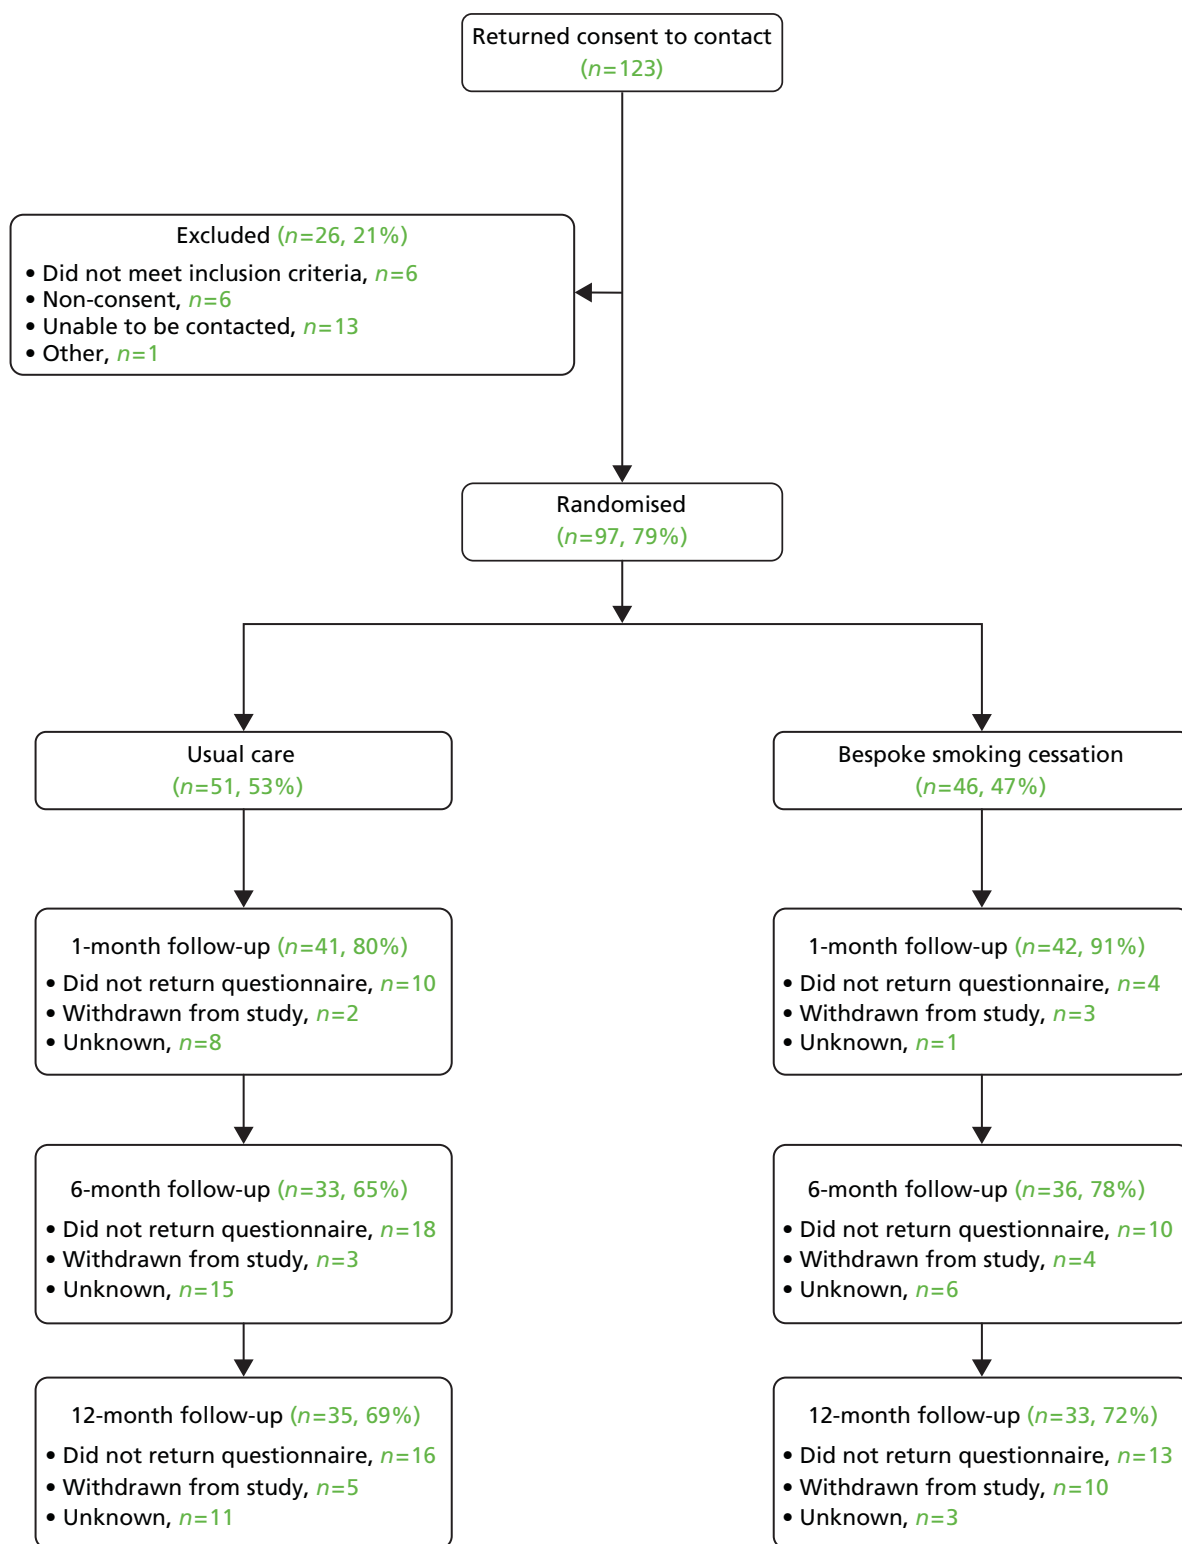 Returned consent to contact
(n=123)
Excluded (n=26, 21%)
• Did not meet inclusion criteria, n=6
• Non-consent, n=6
• Unable to be contacted, n=13
• Other, n=1
Randomised
(n=97, 79%)
Usual care
(n=51, 53%)
Bespoke smoking cessation
(n=46, 47%)
1-month follow-up (n=41, 80%)
• Did not return questionnaire, n=10
• Withdrawn from study, n=2
• Unknown, n=8
1-month follow-up (n=42, 91%)
• Did not return questionnaire, n=4
• Withdrawn from study, n=3
• Unknown, n=1
6-month follow-up (n=33, 65%)
• Did not return questionnaire, n=18
• Withdrawn from study, n=3
• Unknown, n=15
6-month follow-up (n=36, 78%)
• Did not return questionnaire, n=10
• Withdrawn from study, n=4
• Unknown, n=6
12-month follow-up (n=35, 69%)
• Did not return questionnaire, n=16
• Withdrawn from study, n=5
• Unknown, n=11
12-month follow-up (n=33, 72%)
• Did not return questionnaire, n=13
• Withdrawn from study, n=10
• Unknown, n=3